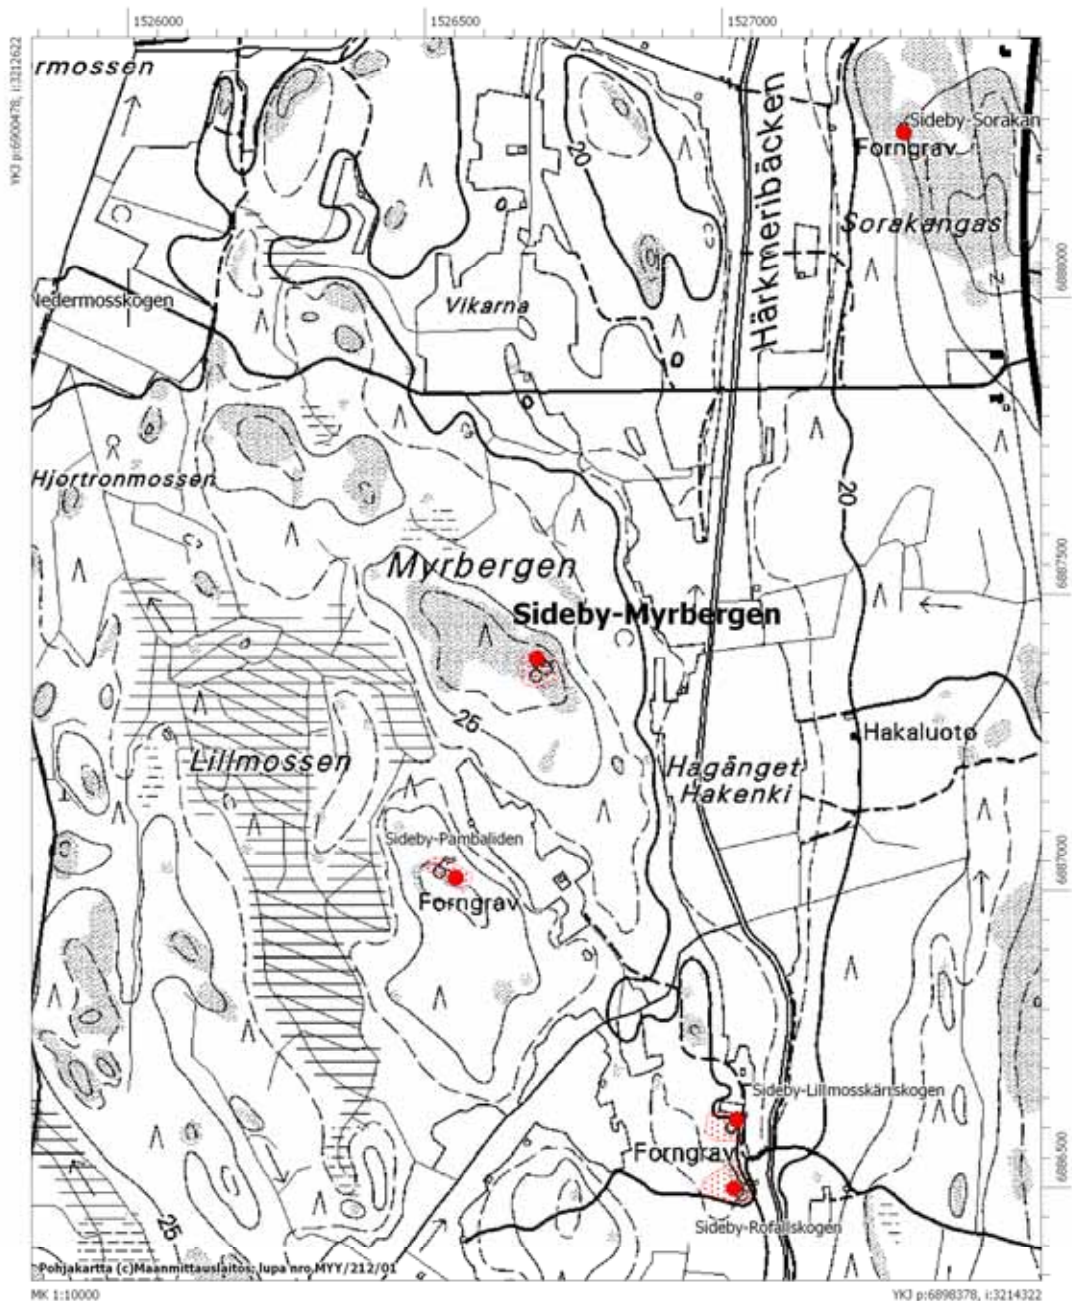 1526000
1526500
1527000
YKJ p:6900478, i:3212622
rmossen
20
Härkmeribäcken
Sideby-Sorakan
Forngrav
Sorakangas
6888000
Vikarna
Nedermosskogen
Hjortronmossen
20
Myrbergen
Sideby-Myrbergen
6887500
25
Hakaluoto
Lillmossen
Hagånget
Hakenki
Sideby-Pambaliden
6887000
Forngrav
Sideby-Lillmosskärrskogen
Forngrav
6886500
25
Sideby-Rofallskogen
Pohjakartta (c)Maanmittauslaitos; lupa nro MYY/212/01
MK 1:10000
YKJ p:6898378, i:3214322